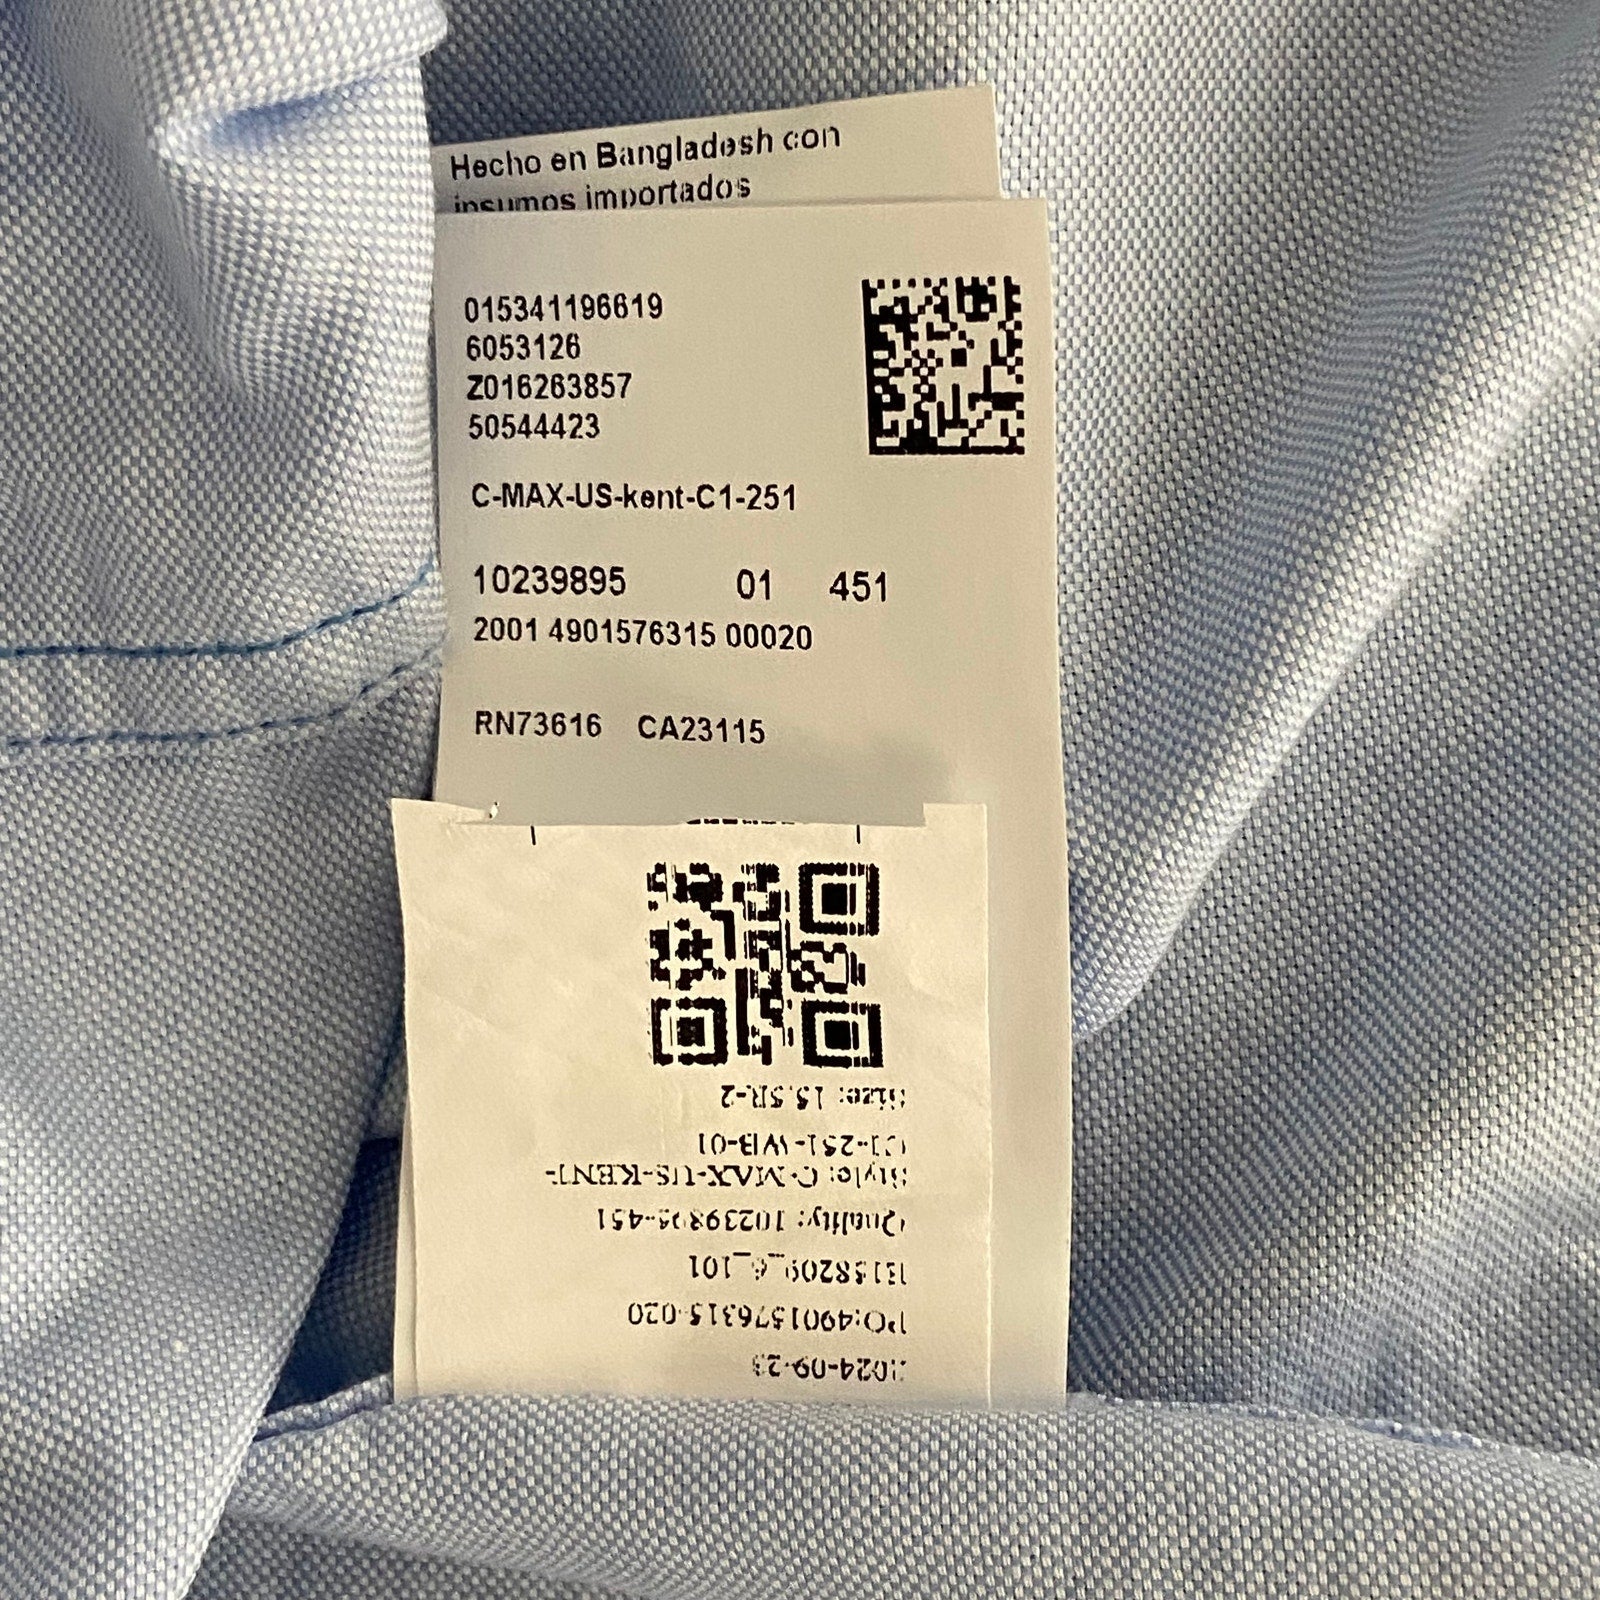 Hecho en Bangladesh con
insumos importados
015341196619
6053126
Z016263857
50544423
C-MAX-US-kent-C1-251
10239895 01 451
2001 4901576315 00020
RN73616 CA23115
2024-09-23
PO:4901576315-020
Quality: 10239895-451
Style: C-MAX-US-KENT-
C1-251-WB-01
Size: 15.5R-2